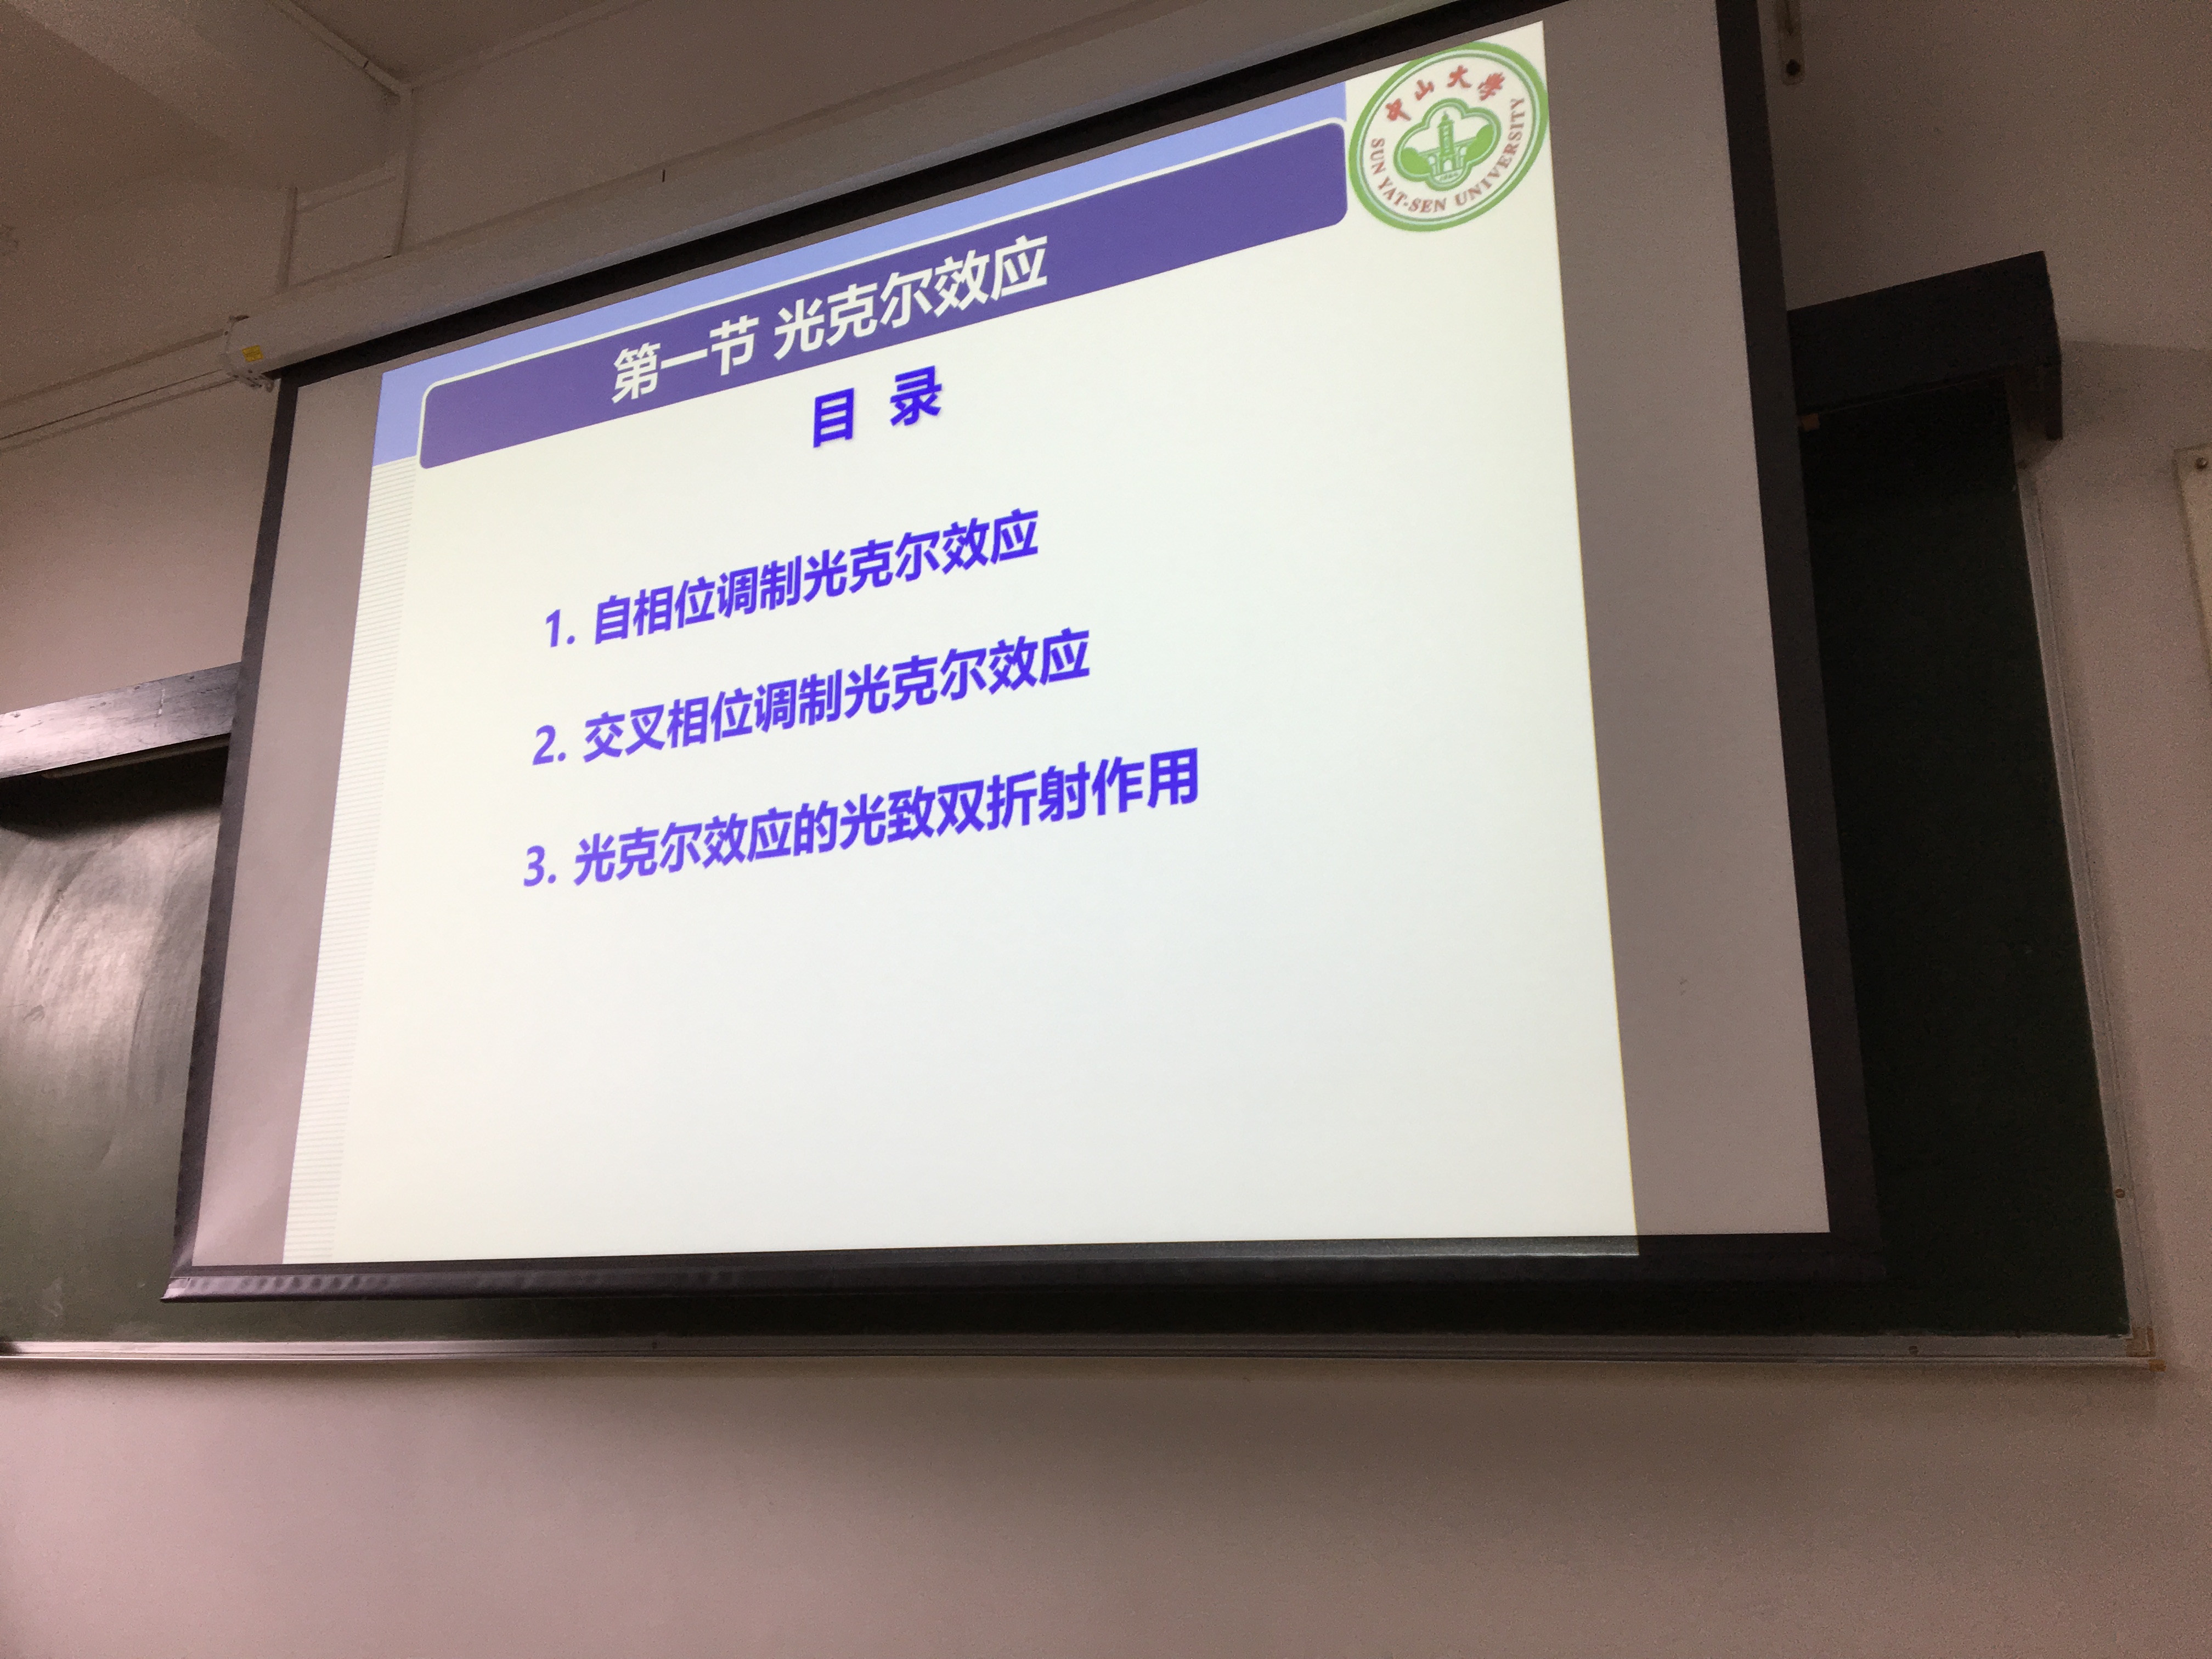 中山大學
SUN YAT-SEN UNIVERSITY
第一节 光克尔效应
目 录
1. 自相位调制光克尔效应
2. 交叉相位调制光克尔效应
3. 光克尔效应的光致双折射作用